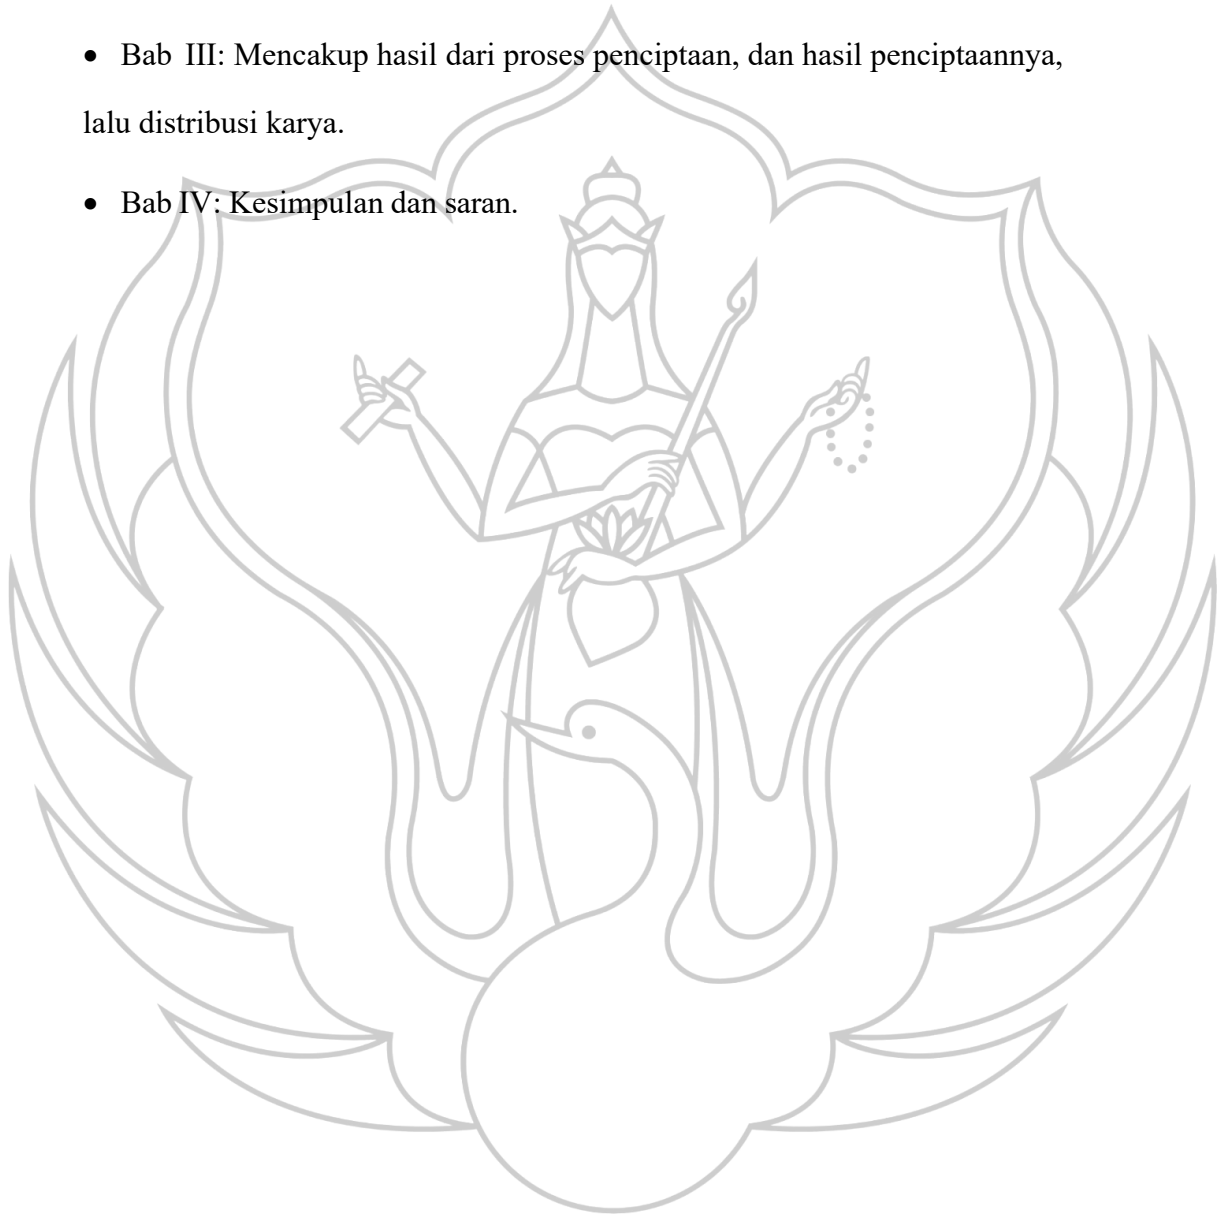 • Bab III: Mencakup hasil dari proses penciptaan, dan hasil penciptaannya,
lalu distribusi karya.
• Bab IV: Kesimpulan dan saran.